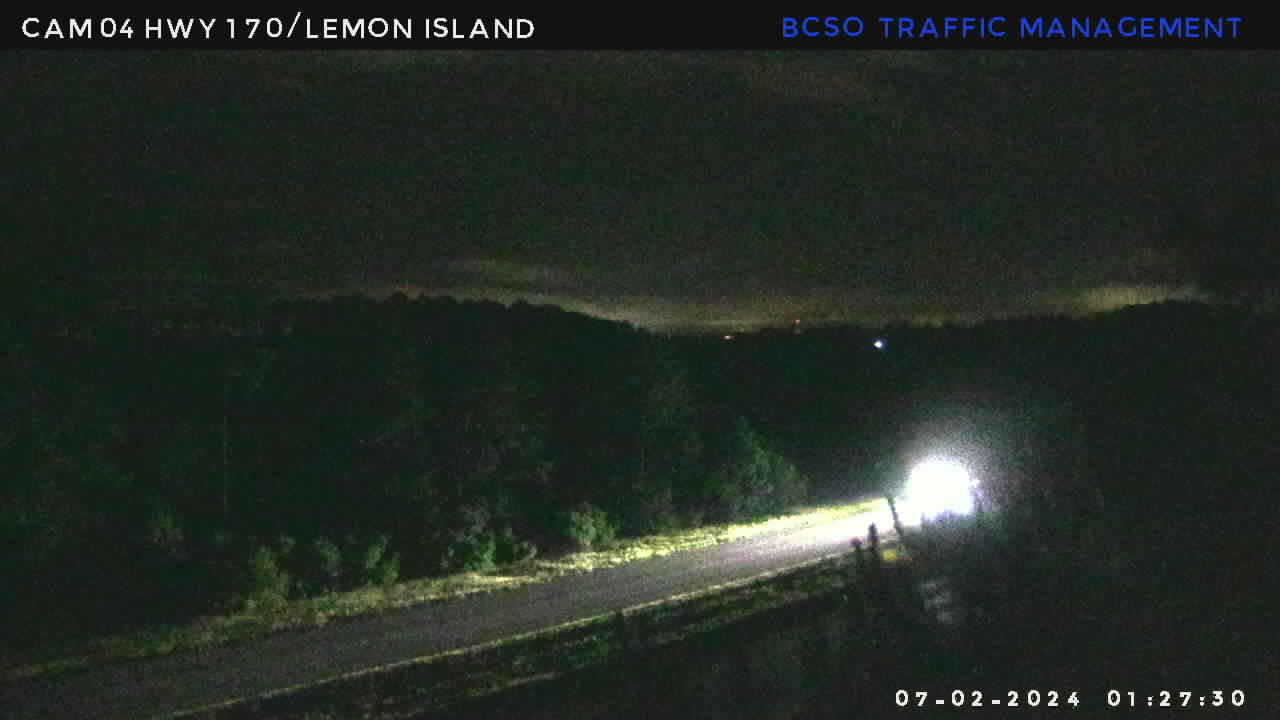 CAM04 HWY 170/LEMON ISLAND
BCSO TRAFFIC MANAGEMENT
07-02-2024 01:27:30